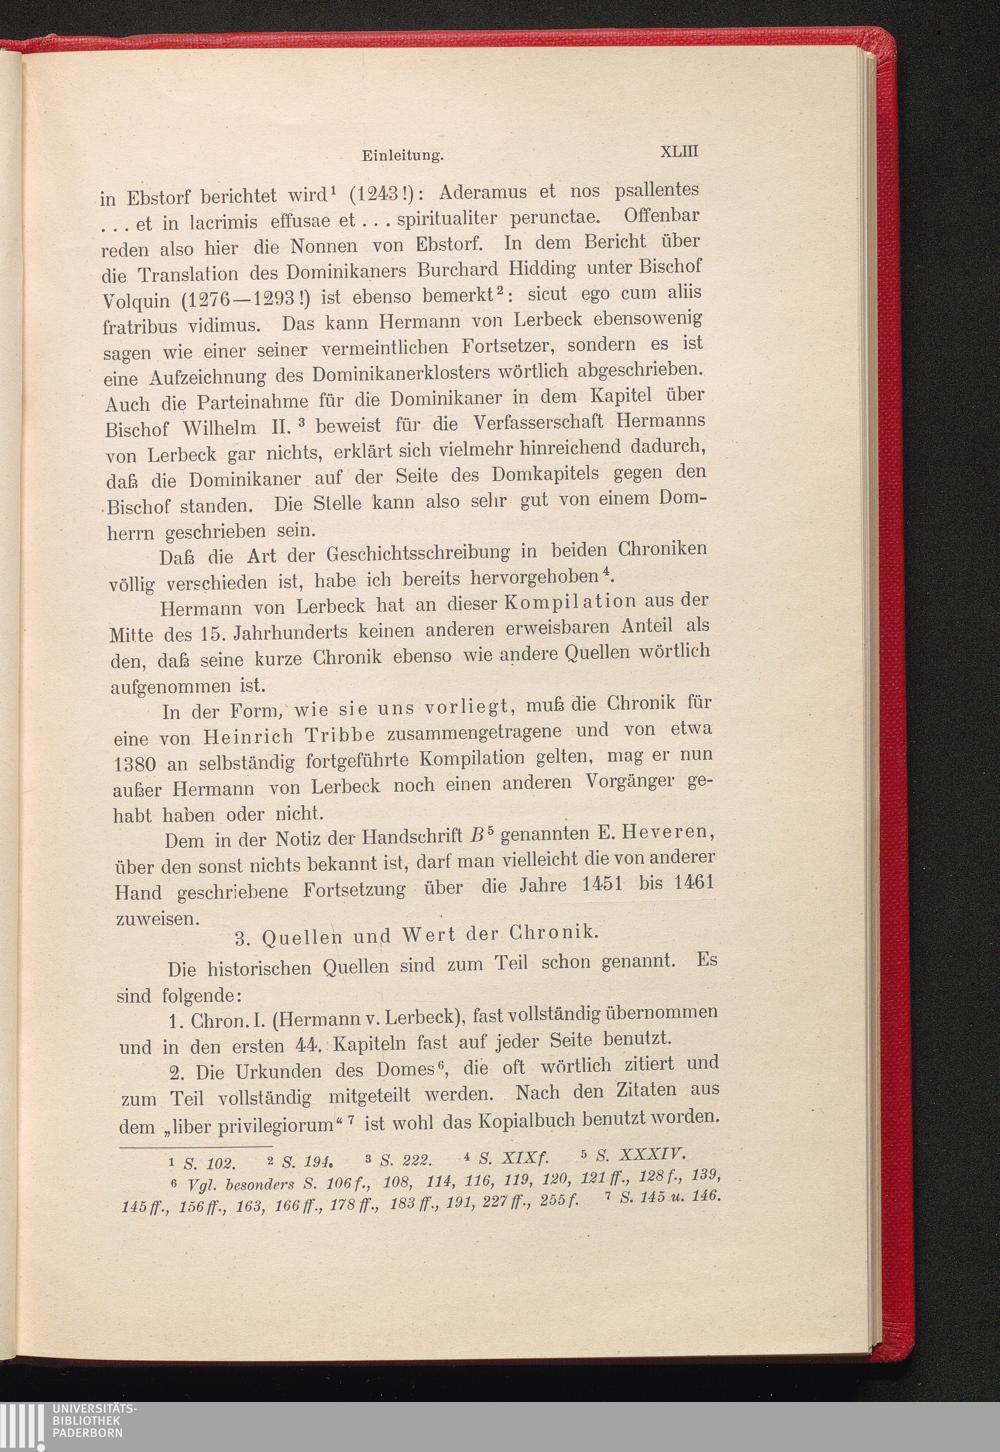 Einleitung. XLIII
in Ebstorf berichtet wird¹ (1243!): Aderamus et nos psallentes
. . . et in lacrimis effusae et . . . spiritualiter perunctae. Offenbar
reden also hier die Nonnen von Ebstorf. In dem Bericht über
die Translation des Dominikaners Burchard Hidding unter Bischof
Volquin (1276—1293!) ist ebenso bemerkt²: sicut ego cum aliis
fratribus vidimus. Das kann Hermann von Lerbeck ebensowenig
sagen wie einer seiner vermeintlichen Fortsetzer, sondern es ist
eine Aufzeichnung des Dominikanerklosters wörtlich abgeschrieben.
Auch die Parteinahme für die Dominikaner in dem Kapitel über
Bischof Wilhelm II. ³ beweist für die Verfasserschaft Hermanns
von Lerbeck gar nichts, erklärt sich vielmehr hinreichend dadurch,
daß die Dominikaner auf der Seite des Domkapitels gegen den
Bischof standen. Die Stelle kann also sehr gut von einem Dom-
herrn geschrieben sein.
Daß die Art der Geschichtsschreibung in beiden Chroniken
völlig verschieden ist, habe ich bereits hervorgehoben⁴.
Hermann von Lerbeck hat an dieser Kompilation aus der
Mitte des 15. Jahrhunderts keinen anderen erweisbaren Anteil als
den, daß seine kurze Chronik ebenso wie andere Quellen wörtlich
aufgenommen ist.
In der Form, wie sie uns vorliegt, muß die Chronik für
eine von Heinrich Tribbe zusammengetragene und von etwa
1380 an selbständig fortgeführte Kompilation gelten, mag er nun
außer Hermann von Lerbeck noch einen anderen Vorgänger ge-
habt haben oder nicht.
Dem in der Notiz der Handschrift B⁵ genannten E. Heveren,
über den sonst nichts bekannt ist, darf man vielleicht die von anderer
Hand geschriebene Fortsetzung über die Jahre 1451 bis 1461
zuweisen.
3. Quellen und Wert der Chronik.
Die historischen Quellen sind zum Teil schon genannt. Es
sind folgende:
1. Chron. I. (Hermann v. Lerbeck), fast vollständig übernommen
und in den ersten 44. Kapiteln fast auf jeder Seite benutzt.
2. Die Urkunden des Domes⁶, die oft wörtlich zitiert und
zum Teil vollständig mitgeteilt werden. Nach den Zitaten aus
dem „liber privilegiorum“ ⁷ ist wohl das Kopialbuch benutzt worden.
¹ S. 102. ² S. 194. ³ S. 222. ⁴ S. XIXf. ⁵ S. XXXIV.
⁶ Vgl. besonders S. 106f., 108, 114, 116, 119, 120, 121ff., 128f., 139,
145ff., 156ff., 163, 166ff., 178ff., 183ff., 191, 227ff., 255f. ⁷ S. 145 u. 146.
UNIVERSITÄTS-
BIBLIOTHEK
PADERBORN